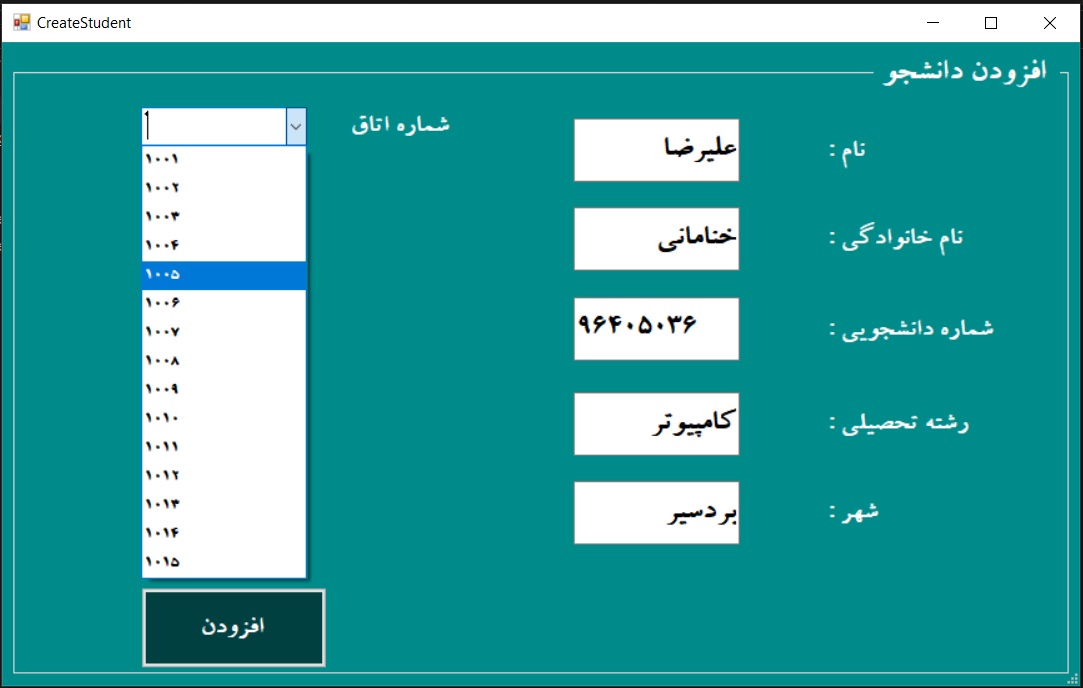 CreateStudent
افزودن دانشجو
نام :
علیرضا
نام خانوادگی :
خنامانی
شماره دانشجویی :
۹۶۴۰۵۰۳۶
رشته تحصیلی :
کامپیوتر
شهر :
بردسیر
شماره اتاق
۱۰۰۱
۱۰۰۲
۱۰۰۳
۱۰۰۴
۱۰۰۵
۱۰۰۶
۱۰۰۷
۱۰۰۸
۱۰۰۹
۱۰۱۰
۱۰۱۱
۱۰۱۲
۱۰۱۳
۱۰۱۴
۱۰۱۵
افزودن